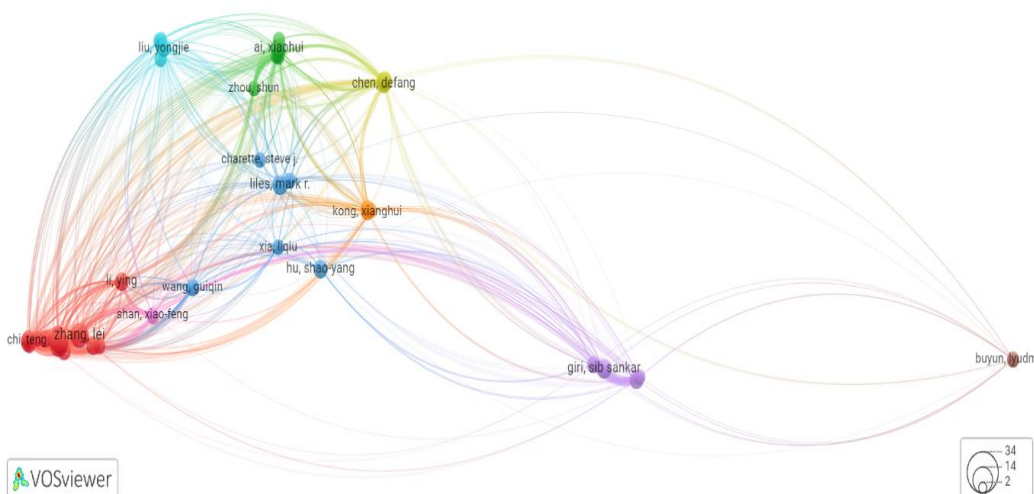 liu, yongjie
ai, xiaohui
zhou, shun
chen, defang
charette, steve j.
liles, mark r.
kong, xianghui
xia, liqiu
hu, shao-yang
li, ying
wang, guiqin
shan, xiao-feng
chi, teng
zhang, lei
giri, sib sankar
buyun, lyudm
VOSviewer
34
14
2